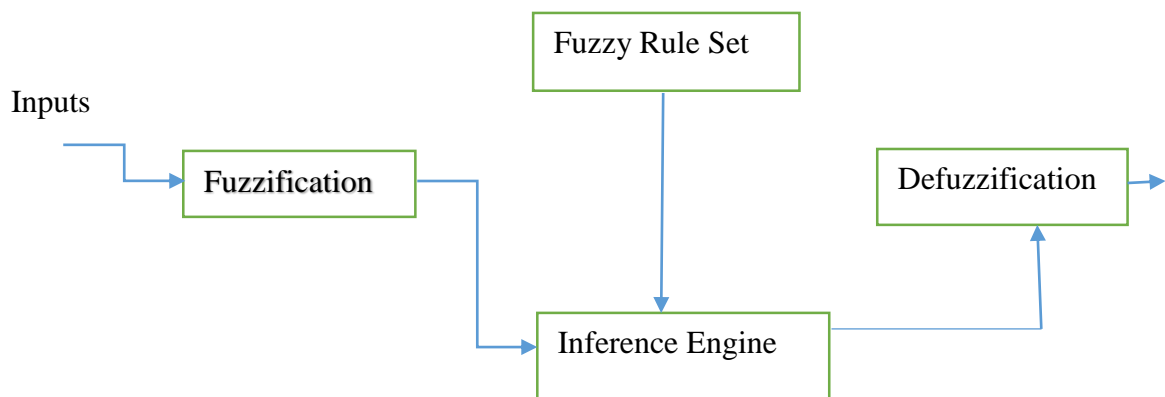 Fuzzy Rule Set
Inputs
Fuzzification
Defuzzification
Inference Engine